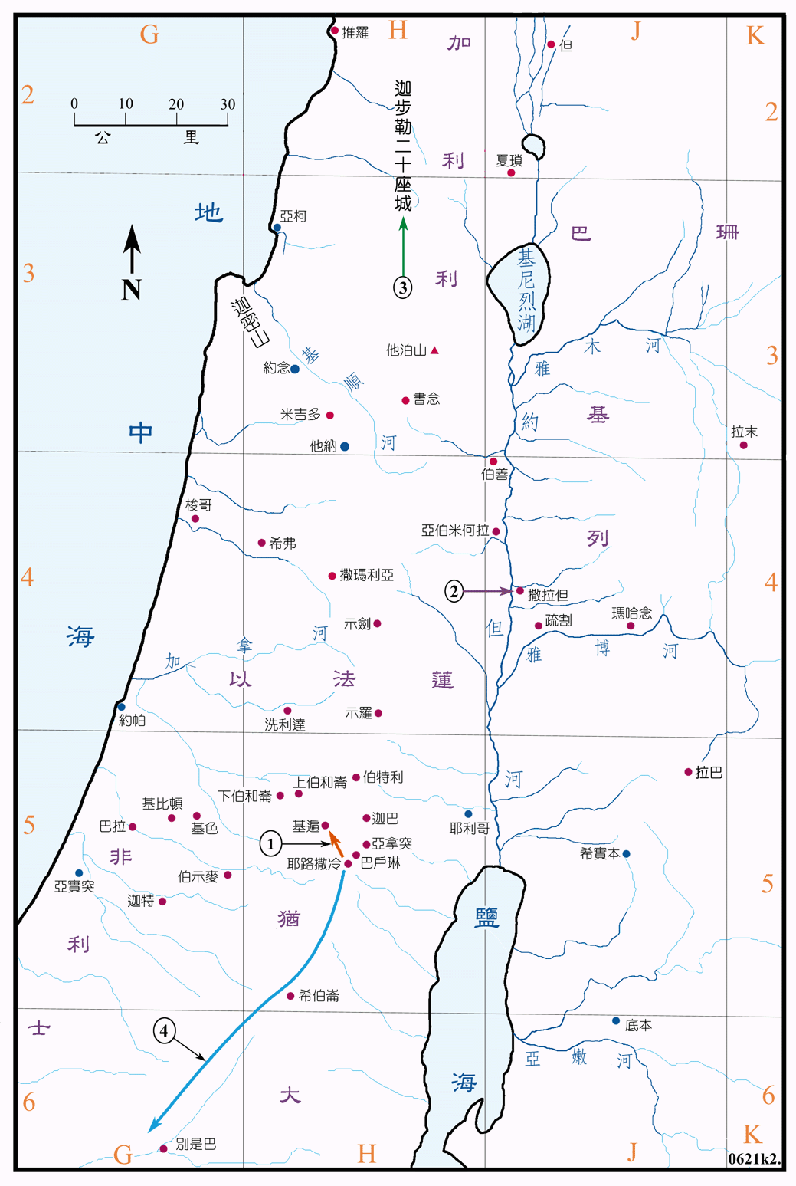 G
H
J
K
推羅
加
但
2
2
0 10 20 30
公 里
迦步勒二十座城
利
夏瑣
地
亞柯
巴
珊
N
3
利
基尼烈湖
3
③
迦密山
他泊山
雅 木 河
3
約念
基 順 河
米吉多
書念
約
基
拉末
中
他納
伯善
梭哥
希弗
亞伯米何拉
列
4
撒瑪利亞
②
撒拉但
4
示劍
疏割
瑪哈念
海
加 拿 河
但
雅 博 河
以 法 蓮
約帕
洗利達
示羅
下伯和崙
上伯和崙
伯特利
河
拉巴
基比頓
迦巴
巴拉
基色
基遍
耶利哥
5
①
亞拿突
希實本
非
耶路撒冷
巴戶琳
亞實突
伯示麥
5
迦特
利
猶
鹽
希伯崙
士
④
底本
亞 嫩 河
大
海
6
6
別是巴
G
H
J
K
0621k2.